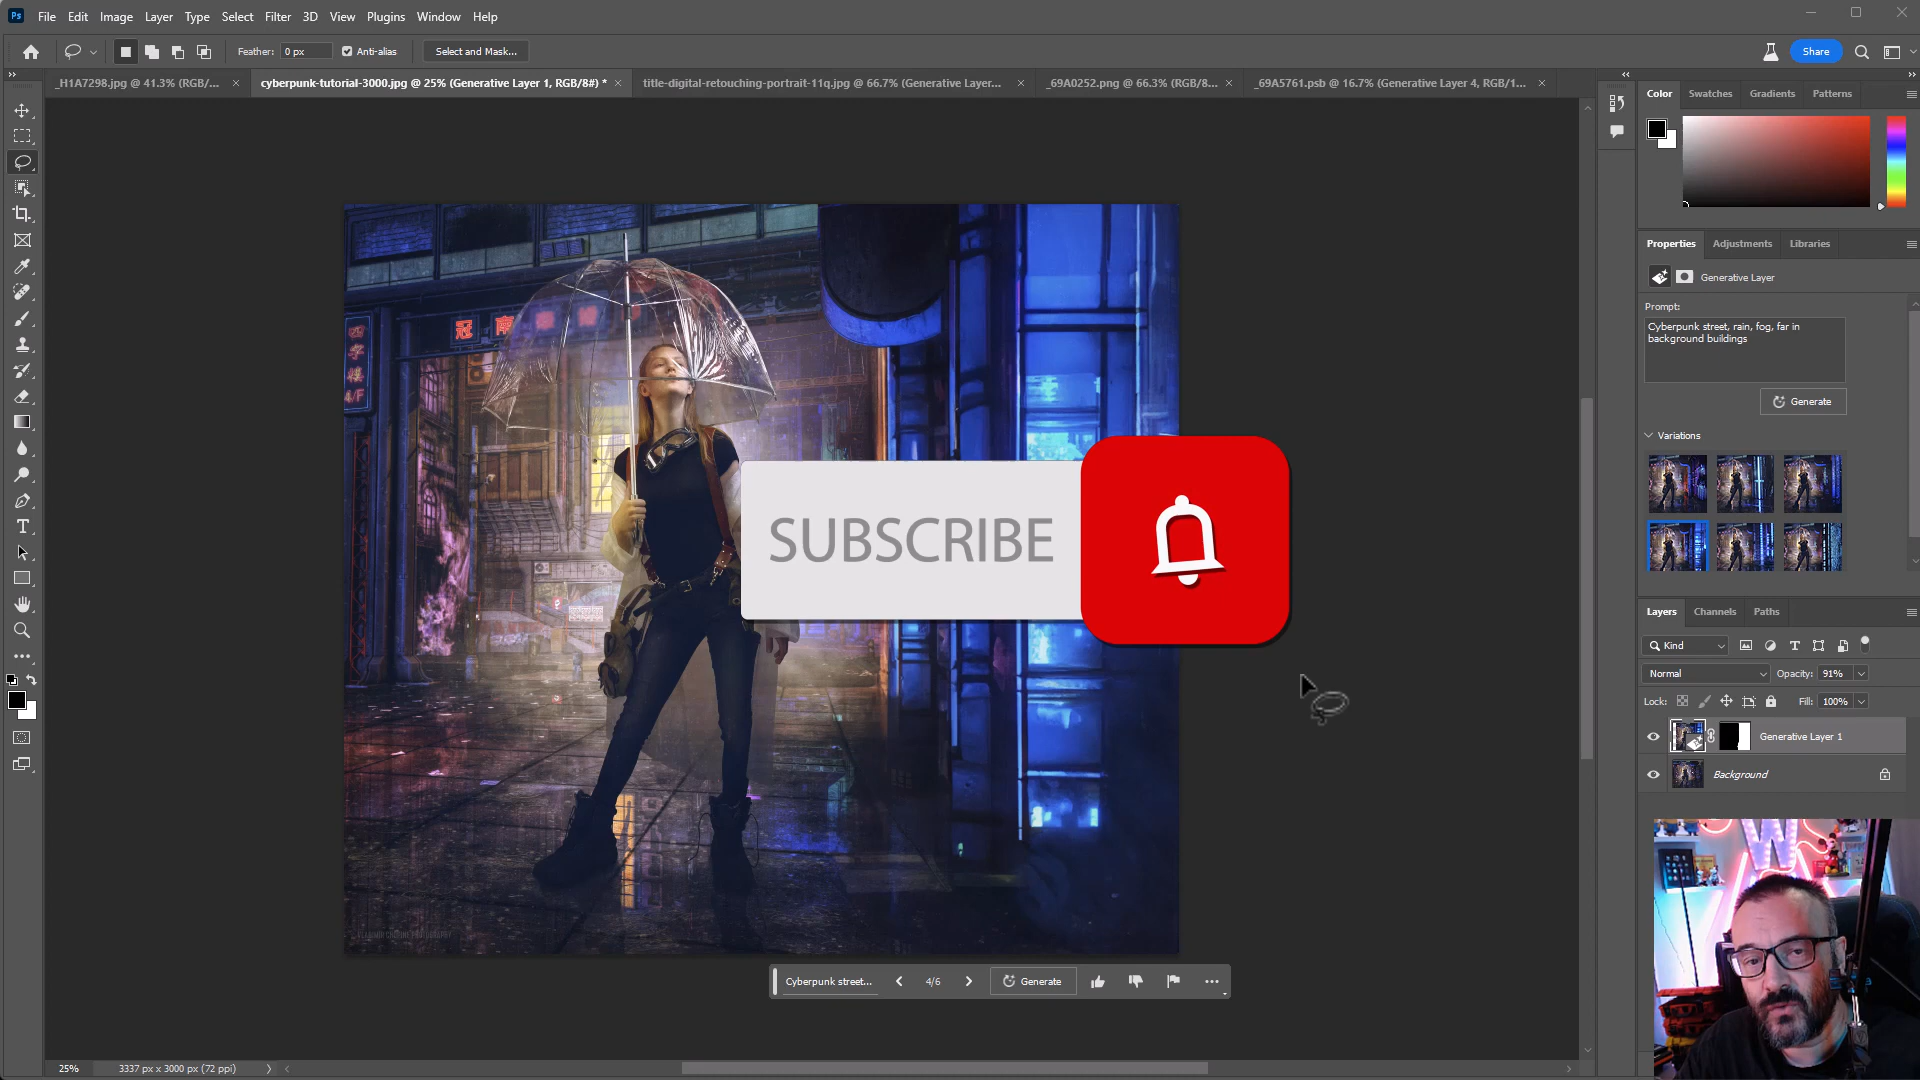 Ps File Edit Image Layer Type Select Filter 3D View Plugins Window Help
Feather: 0 px Anti-alias Select and Mask... Share
_H1A7298.jpg @ 41.3% (RGB/... × cyberpunk-tutorial-3000.jpg @ 25% (Generative Layer 1, RGB/8#) * × title-digital-retouching-portrait-11q.jpg @ 66.7% (Generative Layer... × _69A0252.png @ 66.3% (RGB/8... × _69A5761.psb @ 16.7% (Generative Layer 4, RGB/1... ×
Color Swatches Gradients Patterns
Properties Adjustments Libraries
Generative Layer
Prompt:
Cyberpunk street, rain, fog, far in
background buildings
Generate
Variations
冠 南
4/F
SUBSCRIBE
Layers Channels Paths
Kind
Normal Opacity: 91%
Lock: Fill: 100%
Generative Layer 1
Background
Cyberpunk street... 4/6 Generate
25% 3337 px x 3000 px (72 ppi)